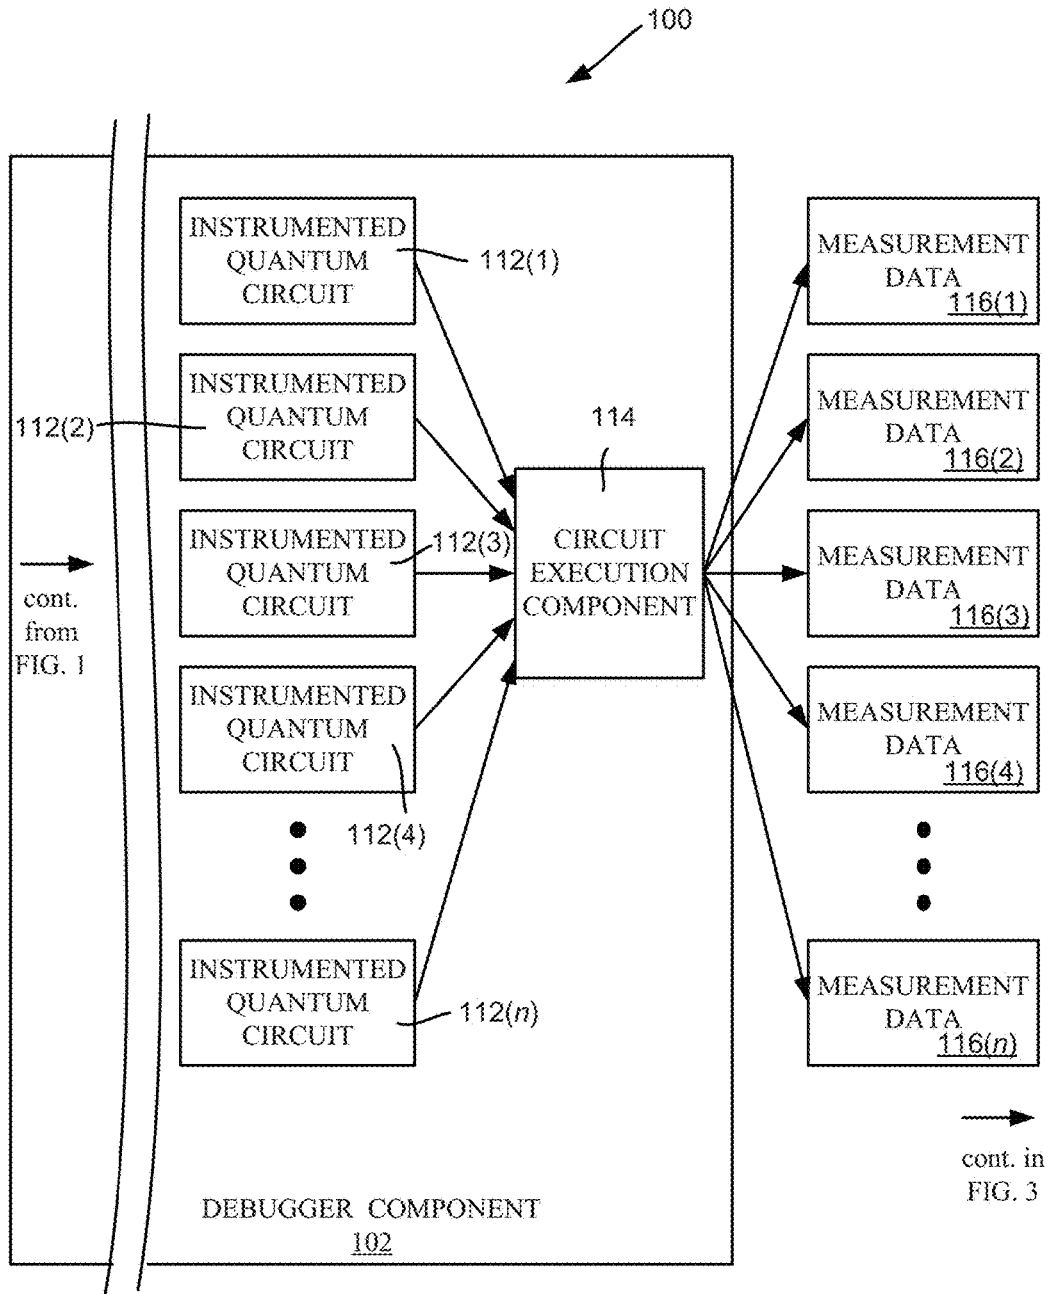 100
INSTRUMENTED
QUANTUM
CIRCUIT
112(1)
MEASUREMENT
DATA
116(1)
INSTRUMENTED
QUANTUM
CIRCUIT
112(2)
MEASUREMENT
DATA
116(2)
114
INSTRUMENTED
QUANTUM
CIRCUIT
112(3)
CIRCUIT
EXECUTION
COMPONENT
MEASUREMENT
DATA
116(3)
cont.
from
FIG. 1
INSTRUMENTED
QUANTUM
CIRCUIT
112(4)
MEASUREMENT
DATA
116(4)
INSTRUMENTED
QUANTUM
CIRCUIT
112(n)
MEASUREMENT
DATA
116(n)
cont. in
FIG. 3
DEBUGGER COMPONENT
102